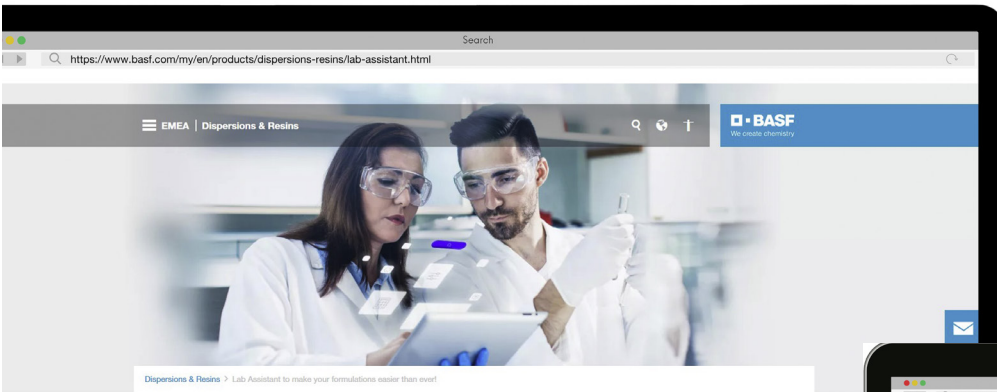 Search
https://www.basf.com/my/en/products/dispersions-resins/lab-assistant.html
EMEA | Dispersions & Resins
BASF
We create chemistry
Dispersions & Resins > Lab Assistant to make your formulations easier than ever!